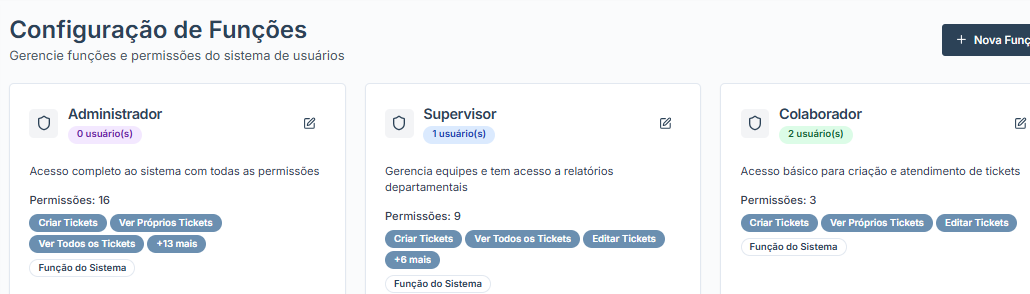 Configuração de Funções
Gerencie funções e permissões do sistema de usuários
+ Nova Funç
Administrador
0 usuário(s)
Acesso completo ao sistema com todas as permissões
Permissões: 16
Criar Tickets Ver Próprios Tickets
Ver Todos os Tickets +13 mais
Função do Sistema
Supervisor
1 usuário(s)
Gerencia equipes e tem acesso a relatórios
departamentais
Permissões: 9
Criar Tickets Ver Todos os Tickets Editar Tickets
+6 mais
Função do Sistema
Colaborador
2 usuário(s)
Acesso básico para criação e atendimento de tickets
Permissões: 3
Criar Tickets Ver Próprios Tickets Editar Tickets
Função do Sistema